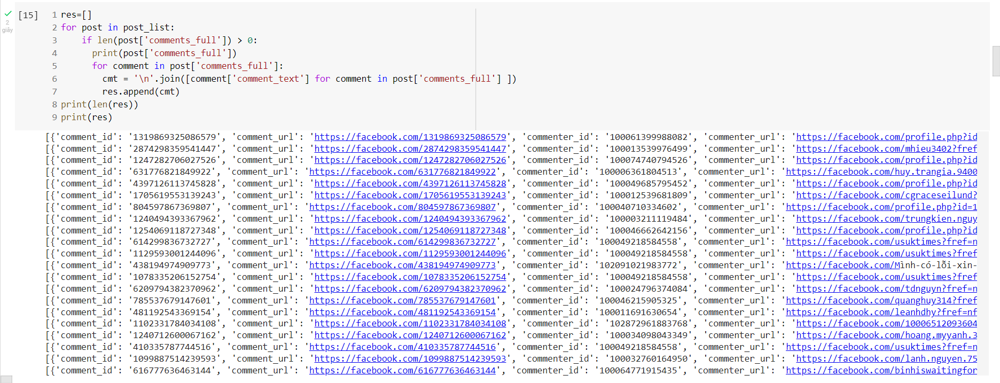 [15]
2
giây
1 res=[]
2 for post in post_list:
3 if len(post['comments_full']) > 0:
4 print(post['comments_full'])
5 for comment in post['comments_full']:
6 cmt = '\n'.join([comment['comment_text'] for comment in post['comments_full'] ])
7 res.append(cmt)
8 print(len(res))
9 print(res)
[{'comment_id': '1319869325086579', 'comment_url': 'https://facebook.com/1319869325086579', 'commenter_id': '100061399988082', 'commenter_url': 'https://facebook.com/profile.php?id
[{'comment_id': '2874298359541447', 'comment_url': 'https://facebook.com/2874298359541447', 'commenter_id': '100013539976499', 'commenter_url': 'https://facebook.com/mhieu3402?fref
[{'comment_id': '1247282706027526', 'comment_url': 'https://facebook.com/1247282706027526', 'commenter_id': '100074740794526', 'commenter_url': 'https://facebook.com/profile.php?id
[{'comment_id': '631776821849922', 'comment_url': 'https://facebook.com/631776821849922', 'commenter_id': '100006361804513', 'commenter_url': 'https://facebook.com/huy.trangia.9400
[{'comment_id': '4397126113745828', 'comment_url': 'https://facebook.com/4397126113745828', 'commenter_id': '100049685795452', 'commenter_url': 'https://facebook.com/profile.php?id
[{'comment_id': '1705619553139243', 'comment_url': 'https://facebook.com/1705619553139243', 'commenter_id': '100012539681809', 'commenter_url': 'https://facebook.com/cgraceseilund?
[{'comment_id': '804597867369807', 'comment_url': 'https://facebook.com/804597867369807', 'commenter_id': '100040710334602', 'commenter_url': 'https://facebook.com/profile.php?id=1
[{'comment_id': '1240494393367962', 'comment_url': 'https://facebook.com/1240494393367962', 'commenter_id': '100003211119484', 'commenter_url': 'https://facebook.com/trungkien.nguy
[{'comment_id': '1254069118727348', 'comment_url': 'https://facebook.com/1254069118727348', 'commenter_id': '100046662642156', 'commenter_url': 'https://facebook.com/profile.php?id
[{'comment_id': '614299836732727', 'comment_url': 'https://facebook.com/614299836732727', 'commenter_id': '100049218584558', 'commenter_url': 'https://facebook.com/usuktimes?fref=n
[{'comment_id': '1129593001244096', 'comment_url': 'https://facebook.com/1129593001244096', 'commenter_id': '100049218584558', 'commenter_url': 'https://facebook.com/usuktimes?fref
[{'comment_id': '438194974909773', 'comment_url': 'https://facebook.com/438194974909773', 'commenter_id': '102091021983772', 'commenter_url': 'https://facebook.com/Mình-có-lỗi-xin-
[{'comment_id': '1078335206152754', 'comment_url': 'https://facebook.com/1078335206152754', 'commenter_id': '100049218584558', 'commenter_url': 'https://facebook.com/usuktimes?fref
[{'comment_id': '6209794382370962', 'comment_url': 'https://facebook.com/6209794382370962', 'commenter_id': '100024796374084', 'commenter_url': 'https://facebook.com/tdnguyn?fref=n
[{'comment_id': '785537679147601', 'comment_url': 'https://facebook.com/785537679147601', 'commenter_id': '100046215905325', 'commenter_url': 'https://facebook.com/quanghuy314?fref
[{'comment_id': '481192543369154', 'comment_url': 'https://facebook.com/481192543369154', 'commenter_id': '100011691630654', 'commenter_url': 'https://facebook.com/leanhdhy?fref=nf
[{'comment_id': '1102331784034108', 'comment_url': 'https://facebook.com/1102331784034108', 'commenter_id': '102872961883768', 'commenter_url': 'https://facebook.com/10006512093604
[{'comment_id': '1240712600067162', 'comment_url': 'https://facebook.com/1240712600067162', 'commenter_id': '100034098043349', 'commenter_url': 'https://facebook.com/hoang.myyanh.3
[{'comment_id': '410335787744516', 'comment_url': 'https://facebook.com/410335787744516', 'commenter_id': '100049218584558', 'commenter_url': 'https://facebook.com/usuktimes?fref=n
[{'comment_id': '1099887514239593', 'comment_url': 'https://facebook.com/1099887514239593', 'commenter_id': '100032760164950', 'commenter_url': 'https://facebook.com/lanh.nguyen.75
[{'comment_id': '616777636463144', 'comment_url': 'https://facebook.com/616777636463144', 'commenter_id': '100064771915435', 'commenter_url': 'https://facebook.com/binhiswaitingfor